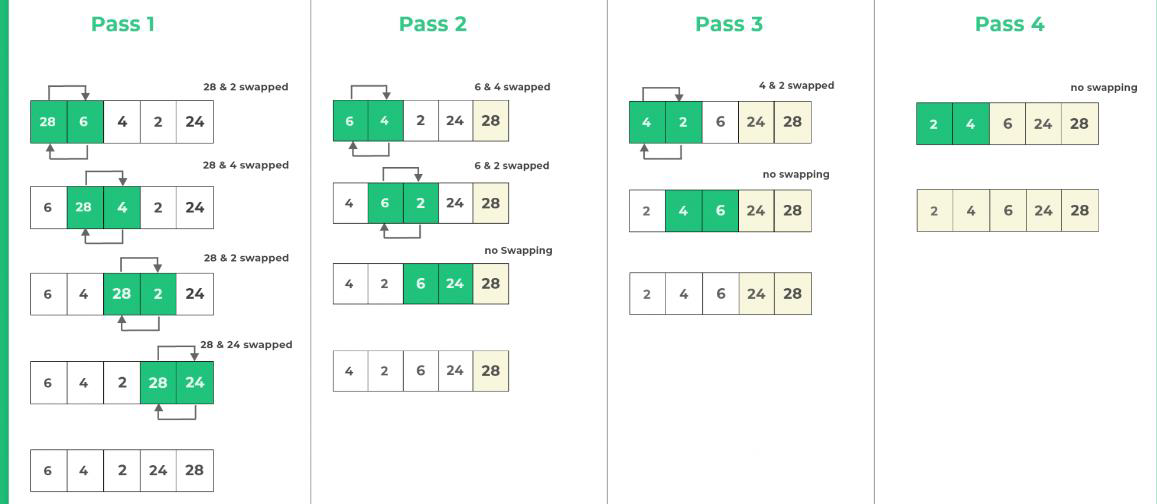 Pass 1
28 & 2 swapped
28 6 4 2 24
28 & 4 swapped
6 28 4 2 24
28 & 2 swapped
6 4 28 2 24
28 & 24 swapped
6 4 2 28 24
6 4 2 24 28
Pass 2
6 & 4 swapped
6 4 2 24 28
6 & 2 swapped
4 6 2 24 28
no Swapping
4 2 6 24 28
4 2 6 24 28
Pass 3
4 & 2 swapped
4 2 6 24 28
no swapping
2 4 6 24 28
2 4 6 24 28
Pass 4
no swapping
2 4 6 24 28
2 4 6 24 28